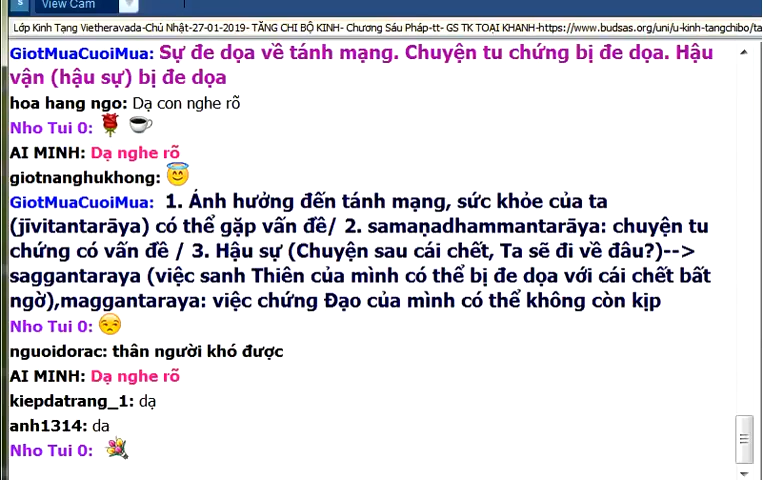 View Cam
Lớp Kinh Tạng Vietheravada-Chú Nhật-27-01-2019- TĂNG CHI BỘ KINH- Chương Sáu Pháp-tt- GS TK TOẠI KHANH-https://www.budsas.org/uni/u-kinh-tangchibo/ta
GiotMuaCuoiMua: Sự đe dọa về tánh mạng. Chuyện tu chứng bị đe dọa. Hậu
vận (hậu sự) bị đe dọa
hoa hang ngo: Dạ con nghe rõ
Nho Tui 0:
AI MINH: Dạ nghe rõ
giotnanghukhong:
GiotMuaCuoiMua: 1. Ảnh hưởng đến tánh mạng, sức khỏe của ta
(jīvitantarāya) có thể gặp vấn đề/ 2. samaṇadhammantarāya: chuyện tu
chứng có vấn đề / 3. Hậu sự (Chuyện sau cái chết, Ta sẽ đi về đâu?)-->
saggantaraya (việc sanh Thiên của mình có thể bị đe dọa với cái chết bất
ngờ),maggantaraya: việc chứng Đạo của mình có thể không còn kịp
Nho Tui 0:
nguoidorac: thân người khó được
AI MINH: Dạ nghe rõ
kiepdatrang_1: dạ
anh1314: da
Nho Tui 0: